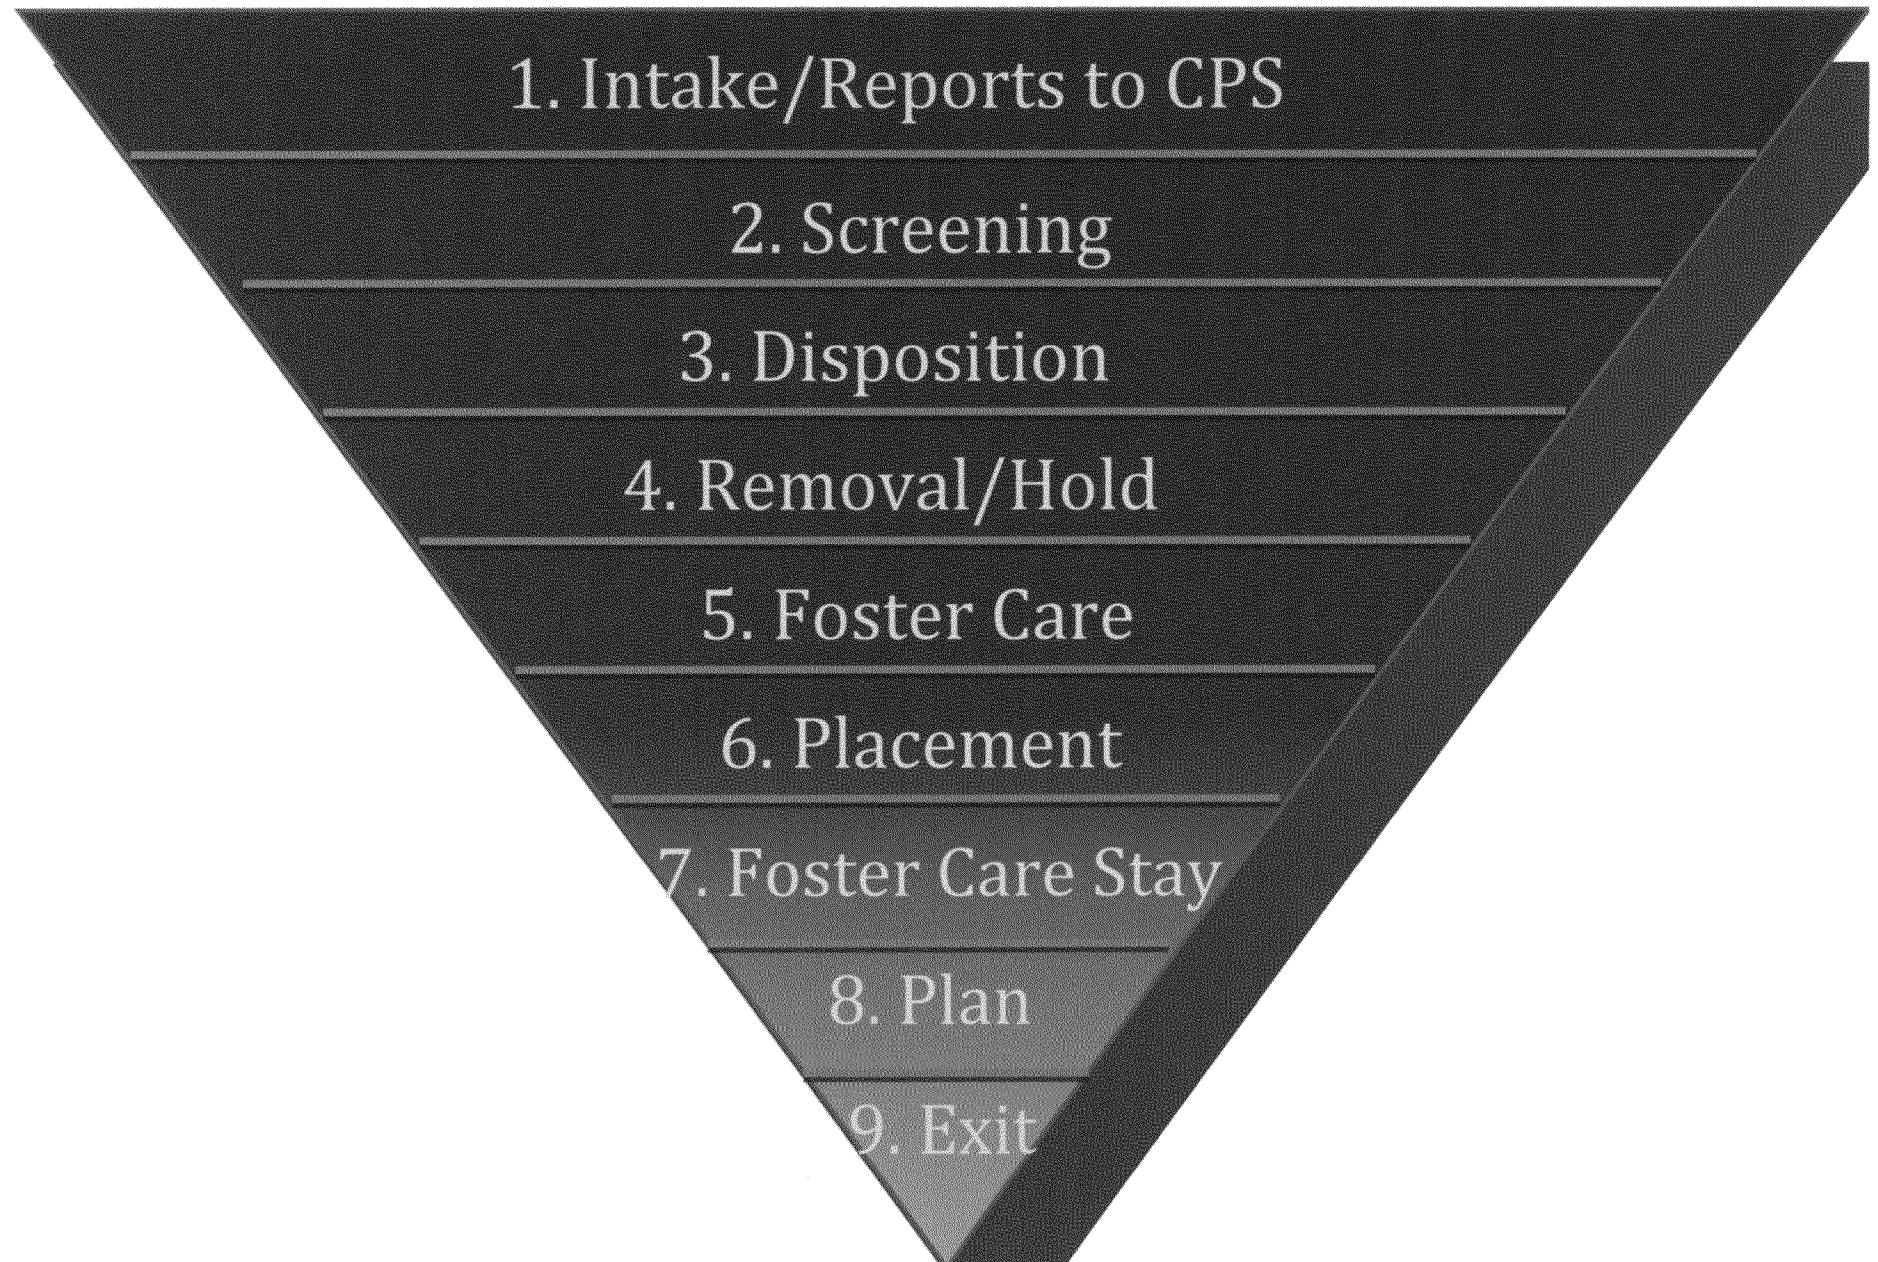 1. Intake/Reports to CPS
2. Screening
3. Disposition
4. Removal/Hold
5. Foster Care
6. Placement
7. Foster Care Stay
8. Plan
9. Exit